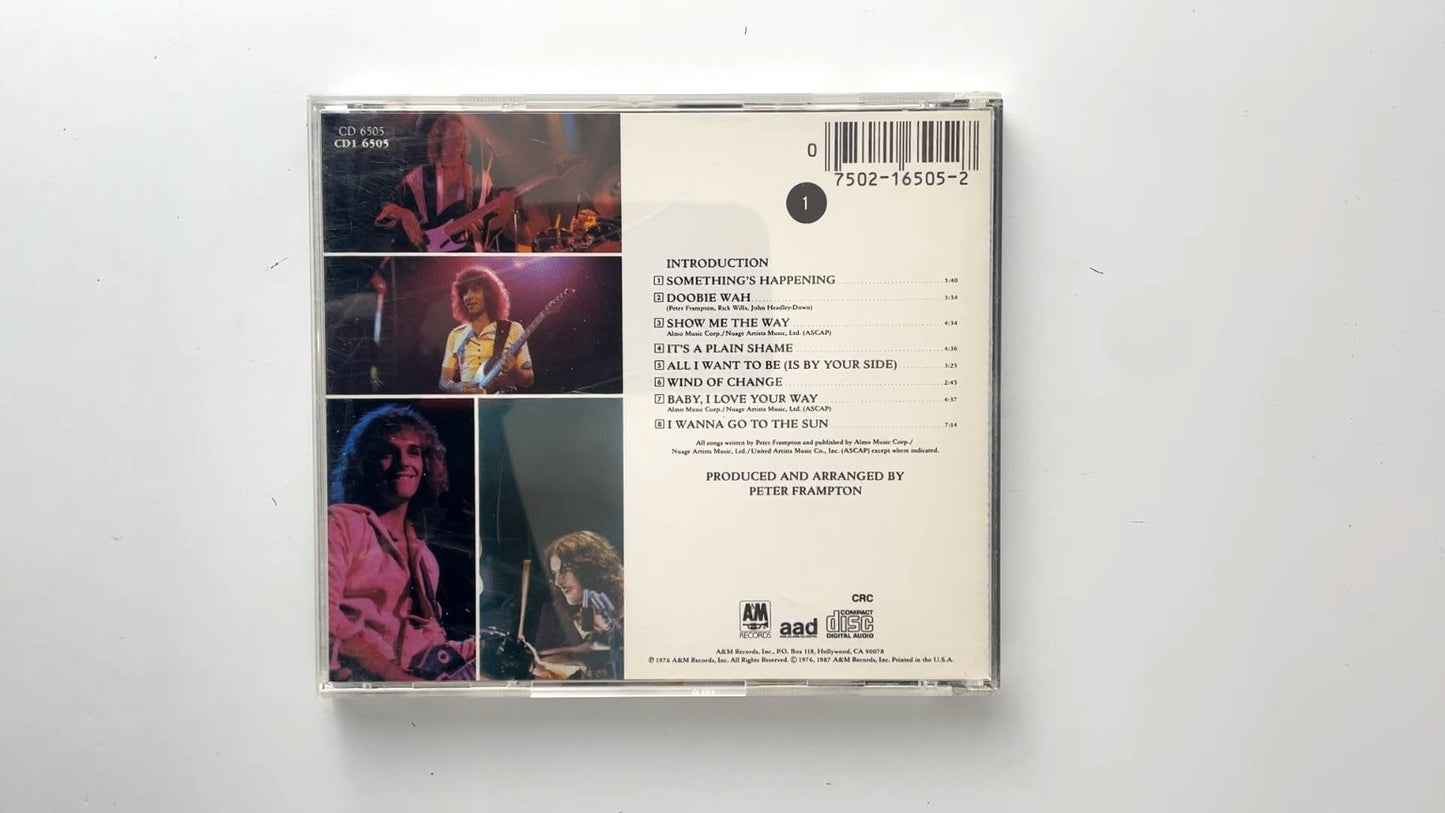 CD 6505
CD1 6505
0
7502-16505-2
1
INTRODUCTION
1 SOMETHING'S HAPPENING 5:40
2 DOOBIE WAH 5:34
(Peter Frampton, Rick Wills, John Headley-Down)
3 SHOW ME THE WAY 4:34
Almo Music Corp./Nuage Artists Music, Ltd. (ASCAP)
4 IT'S A PLAIN SHAME 4:36
5 ALL I WANT TO BE (IS BY YOUR SIDE) 1:25
6 WIND OF CHANGE 2:45
7 BABY, I LOVE YOUR WAY 4:37
Almo Music Corp./Nuage Artists Music, Ltd. (ASCAP)
8 I WANNA GO TO THE SUN 7:14
All songs written by Peter Frampton and published by Almo Music Corp./
Nuage Artists Music, Ltd./United Artists Music Co., Inc. (ASCAP) except where indicated.
PRODUCED AND ARRANGED BY
PETER FRAMPTON
CRC
A&M
RECORDS
aad
COMPACT
disc
DIGITAL AUDIO
A&M Records, Inc., P.O. Box 118, Hollywood, CA 90078
℗ 1976 A&M Records, Inc. All Rights Reserved. © 1976, 1987 A&M Records, Inc. Printed in the U.S.A.